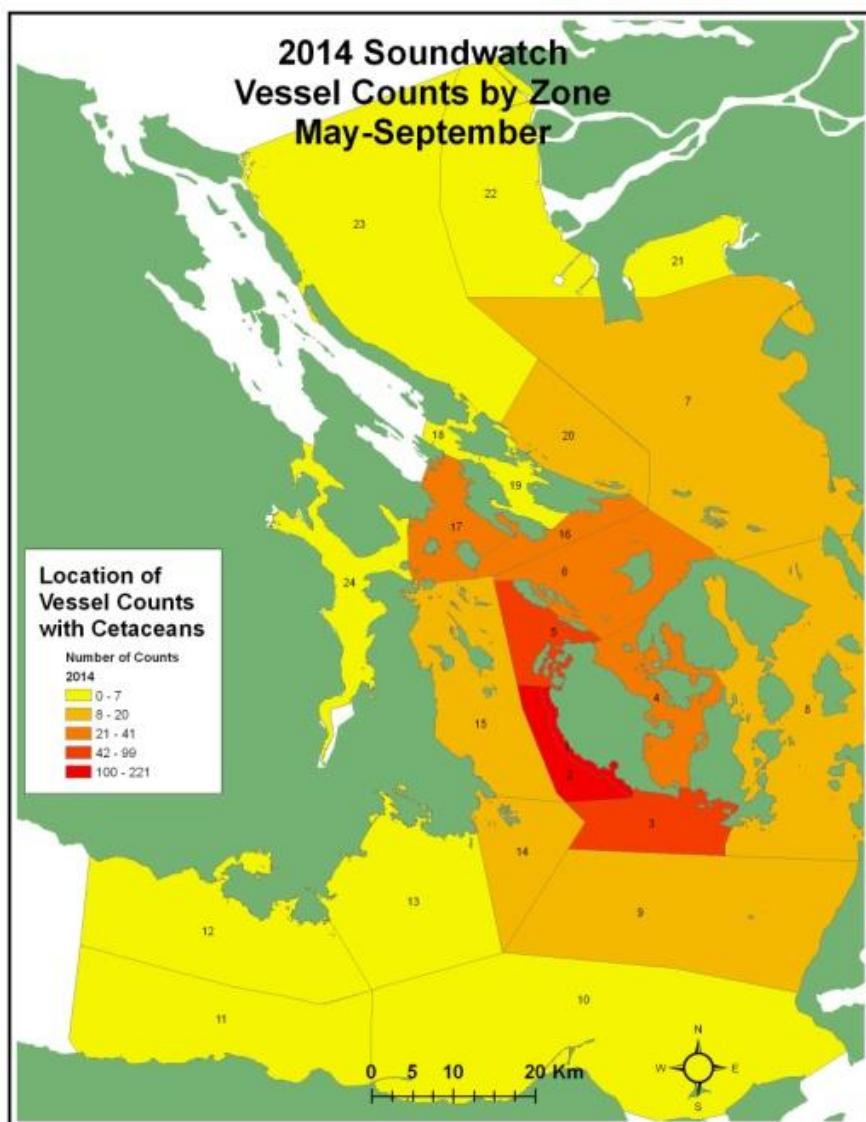 2014 Soundwatch
Vessel Counts by Zone
May-September
22
23
21
7
20
18
19
17
16
6
24
5
4
8
15
2
3
14
13
9
12
10
11
Location of
Vessel Counts
with Cetaceans
Number of Counts
2014
0 - 7
8 - 20
21 - 41
42 - 99
100 - 221
0 5 10 20 Km
N
W E
S